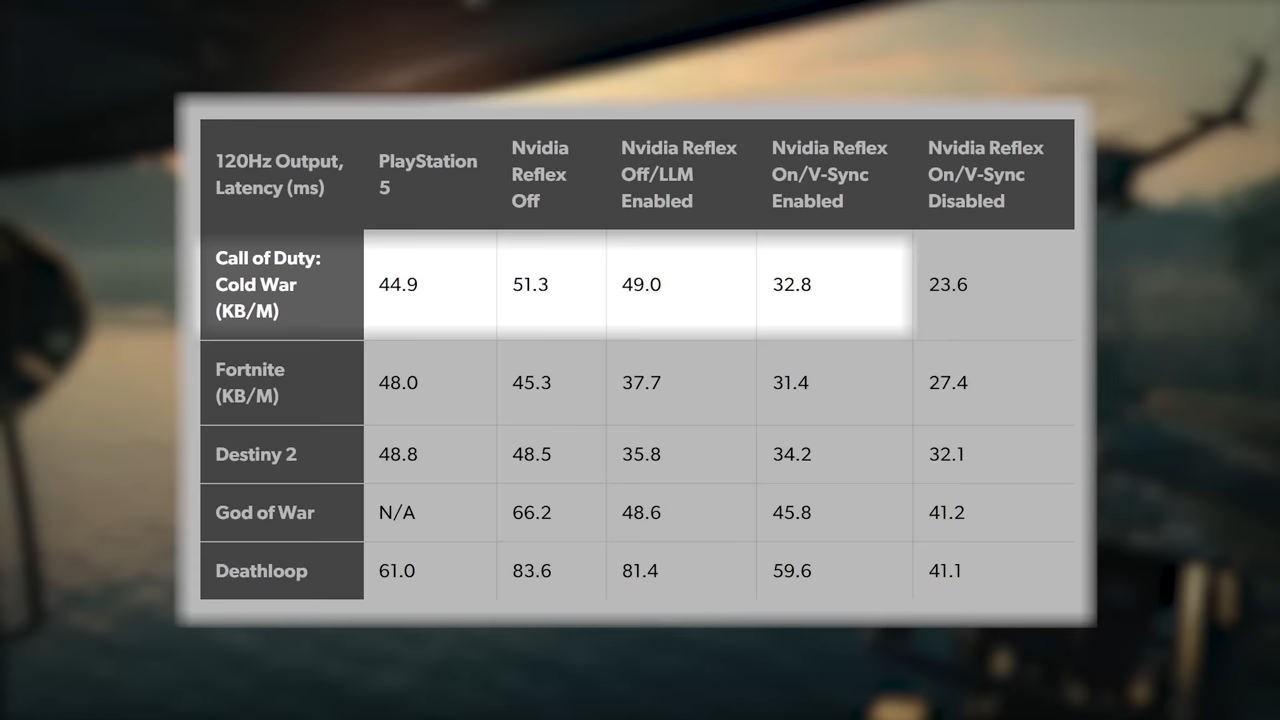 120Hz Output,
Latency (ms)
PlayStation
5
Nvidia
Reflex
Off
Nvidia Reflex
Off/LLM
Enabled
Nvidia Reflex
On/V-Sync
Enabled
Nvidia Reflex
On/V-Sync
Disabled
Call of Duty:
Cold War
(KB/M)
44.9
51.3
49.0
32.8
23.6
Fortnite
(KB/M)
48.0
45.3
37.7
31.4
27.4
Destiny 2
48.8
48.5
35.8
34.2
32.1
God of War
N/A
66.2
48.6
45.8
41.2
Deathloop
61.0
83.6
81.4
59.6
41.1